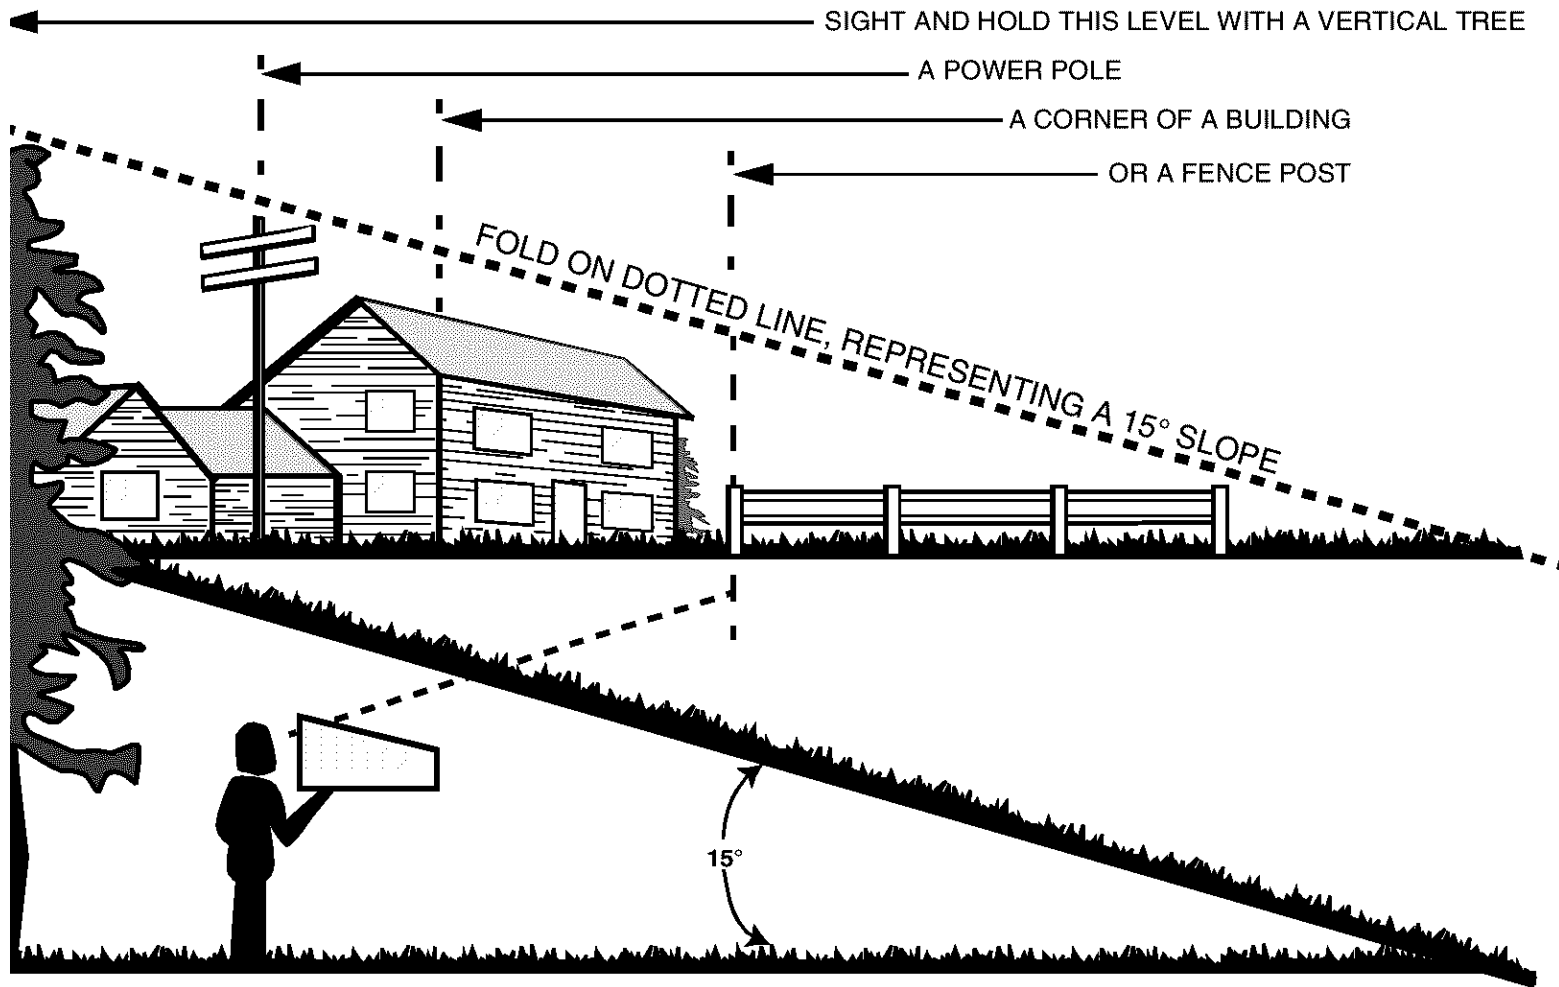 SIGHT AND HOLD THIS LEVEL WITH A VERTICAL TREE
A POWER POLE
A CORNER OF A BUILDING
OR A FENCE POST
FOLD ON DOTTED LINE, REPRESENTING A 15° SLOPE
15°